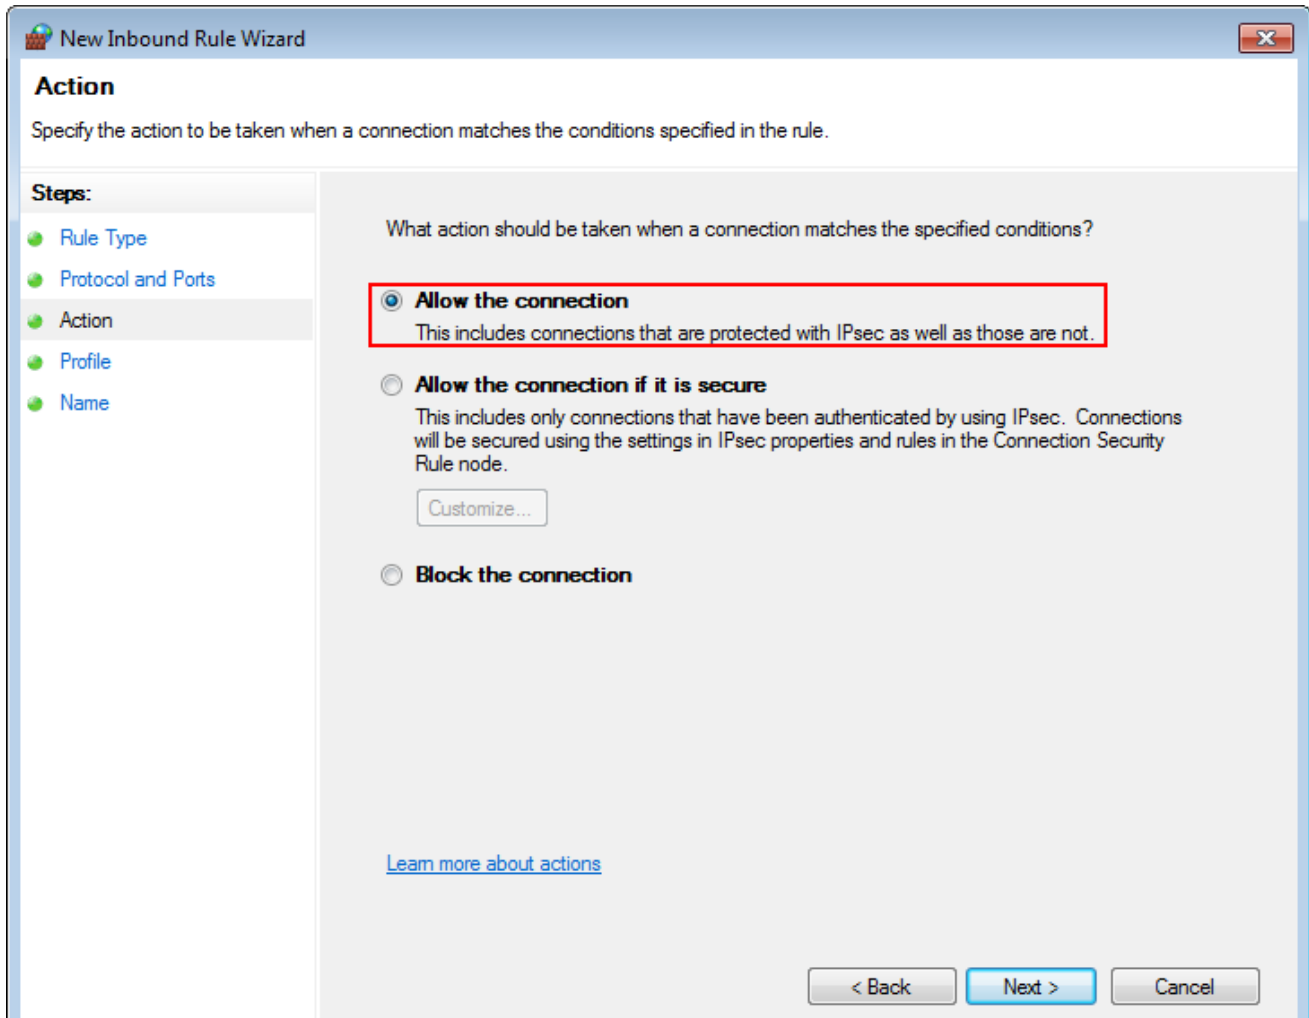 New Inbound Rule Wizard
Action
Specify the action to be taken when a connection matches the conditions specified in the rule.
Steps:
Rule Type
Protocol and Ports
Action
Profile
Name
What action should be taken when a connection matches the specified conditions?
Allow the connection
This includes connections that are protected with IPsec as well as those are not.
Allow the connection if it is secure
This includes only connections that have been authenticated by using IPsec. Connections
will be secured using the settings in IPsec properties and rules in the Connection Security
Rule node.
Customize...
Block the connection
Learn more about actions
< Back
Next >
Cancel